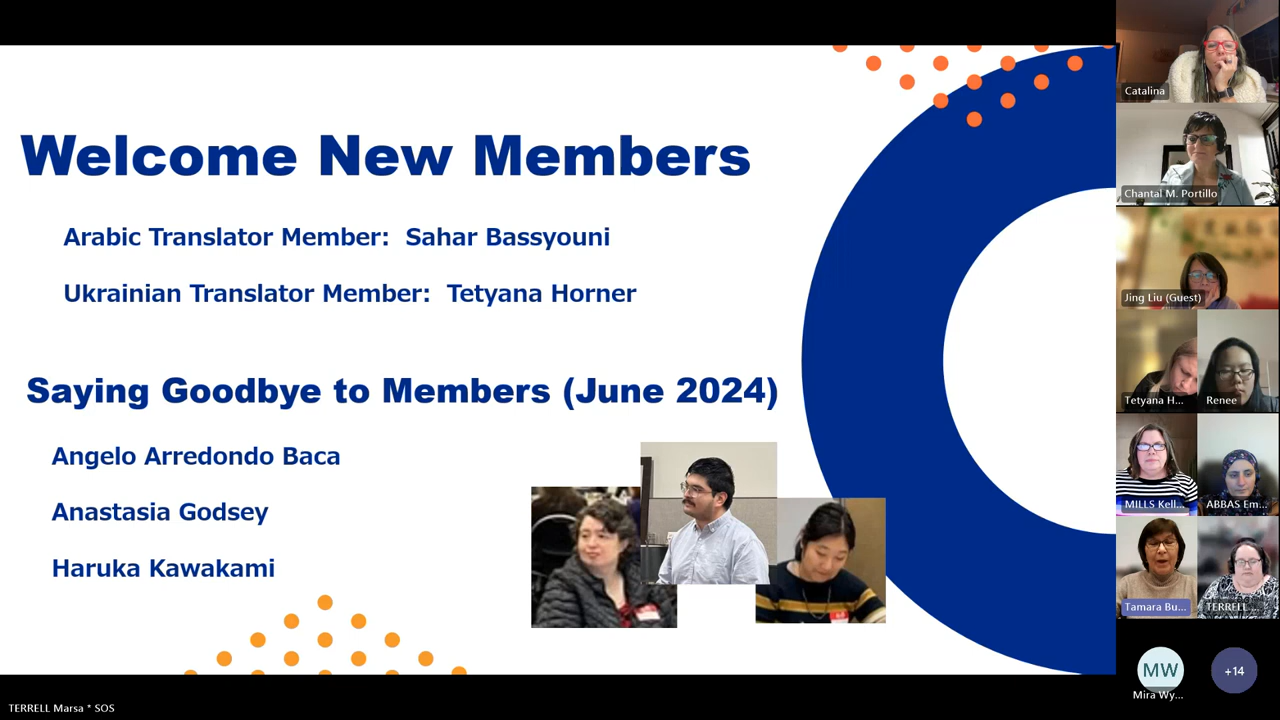 Welcome New Members
Arabic Translator Member: Sahar Bassyouni
Ukrainian Translator Member: Tetyana Horner
Saying Goodbye to Members (June 2024)
Angelo Arredondo Baca
Anastasia Godsey
Haruka Kawakami
Catalina
Chantal M. Portillo
Jing Liu (Guest)
Tetyana H...
Renee
MILLS Kell...
ABBAS Em...
Tamara Bu...
TERRELL ...
MW
Mira Wy...
+14
TERRELL Marsa * SOS